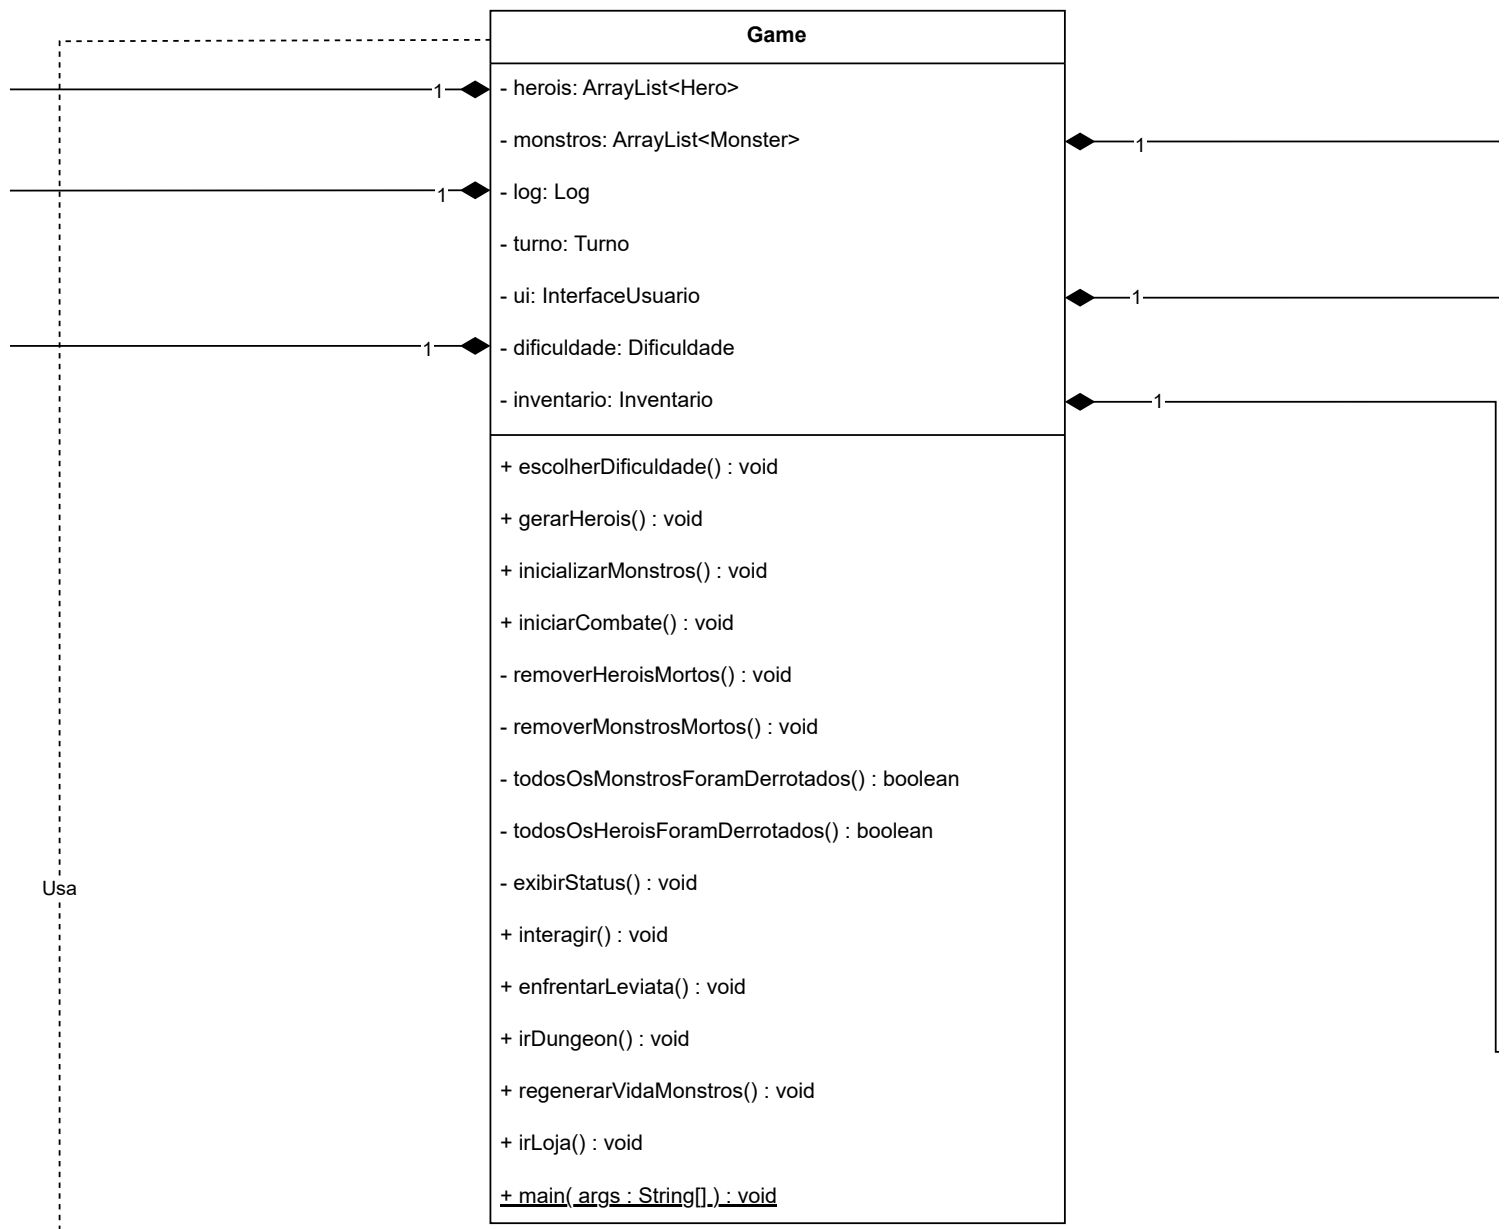 Game
1
- herois: ArrayList<Hero>
- monstros: ArrayList<Monster>
1
1
- log: Log
- turno: Turno
- ui: InterfaceUsuario
1
1
- dificuldade: Dificuldade
- inventario: Inventario
1
+ escolherDificuldade() : void
+ gerarHerois() : void
+ inicializarMonstros() : void
+ iniciarCombate() : void
- removerHeroisMortos() : void
- removerMonstrosMortos() : void
- todosOsMonstrosForamDerrotados() : boolean
- todosOsHeroisForamDerrotados() : boolean
Usa
- exibirStatus() : void
+ interagir() : void
+ enfrentarLeviata() : void
+ irDungeon() : void
+ regenerarVidaMonstros() : void
+ irLoja() : void
+ main( args : String[] ) : void